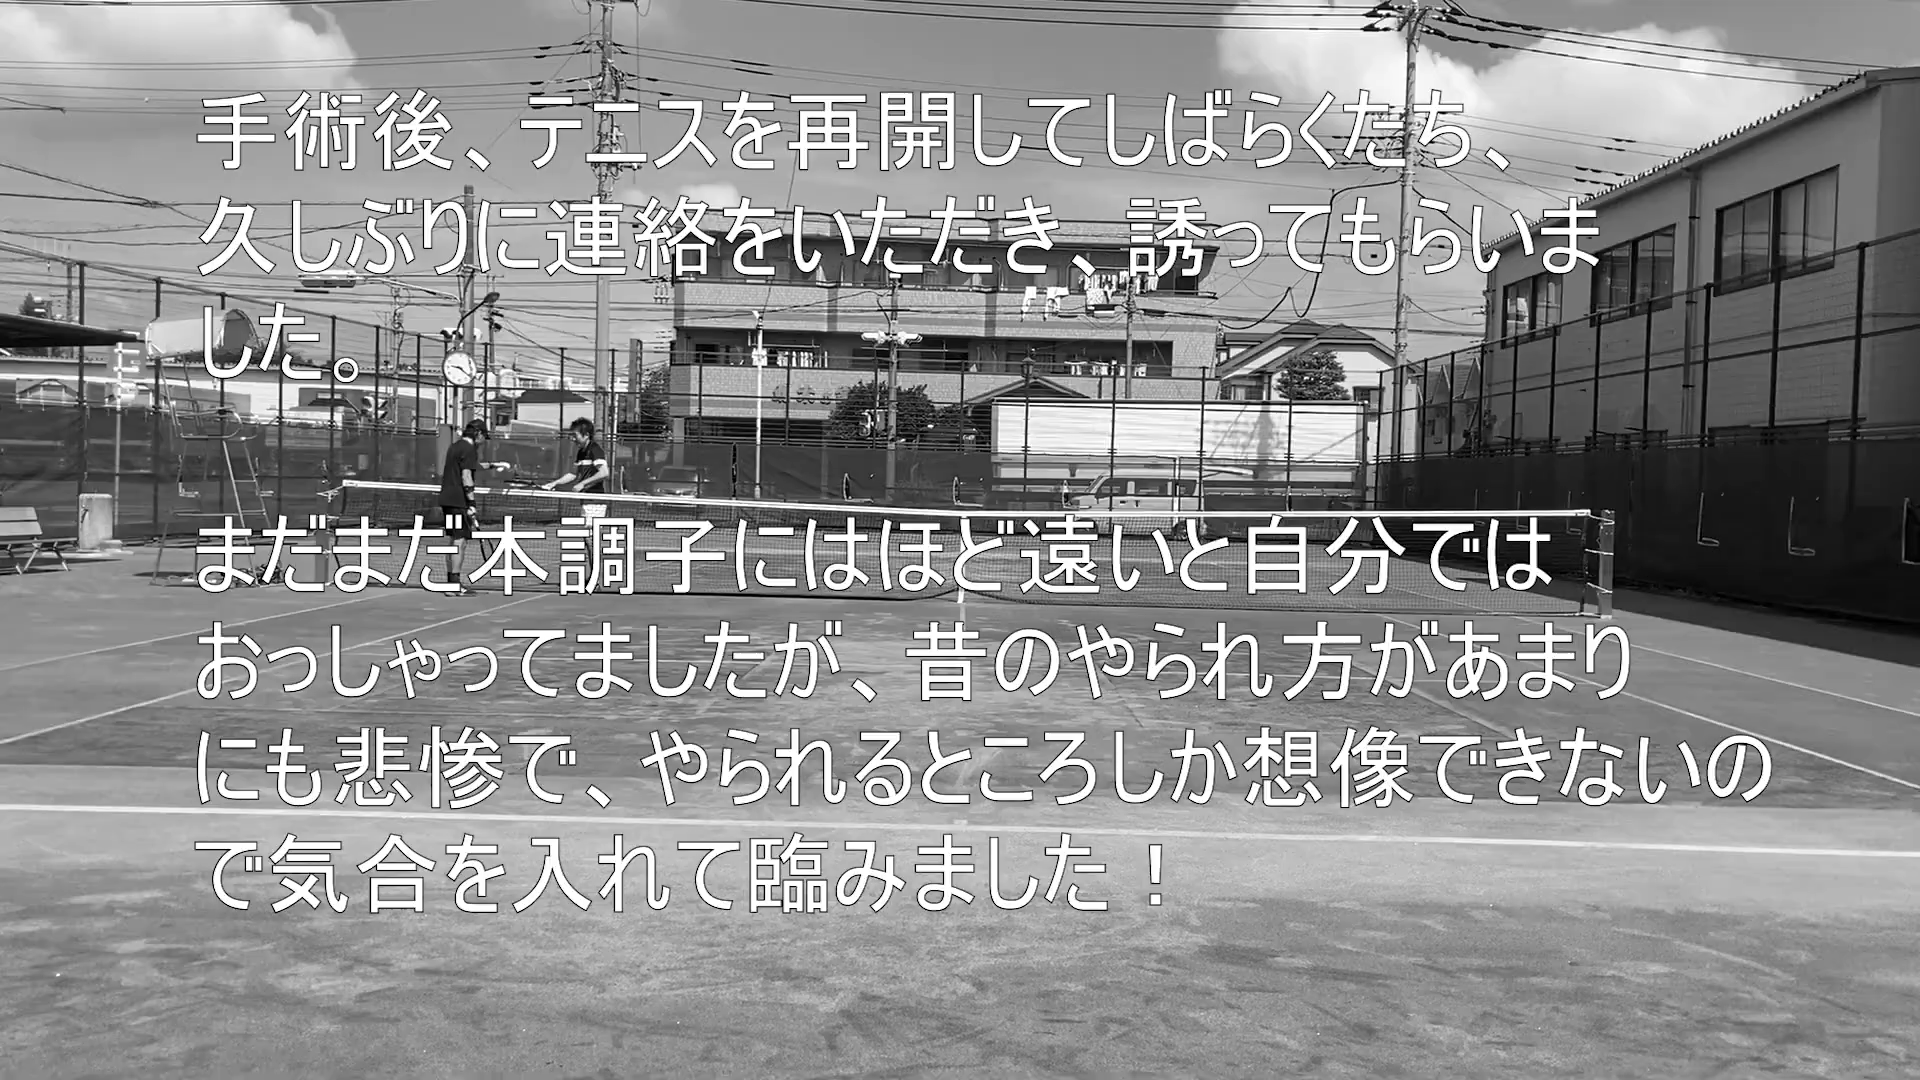 手術後、テニスを再開してしばらくたち、
久しぶりに連絡をいただき、誘ってもらいま
した。
まだまだ本調子にはほど遠いと自分では
おっしゃってましたが、昔のやられ方があまり
にも悲惨で、やられるところしか想像できないの
で気合を入れて臨みました！